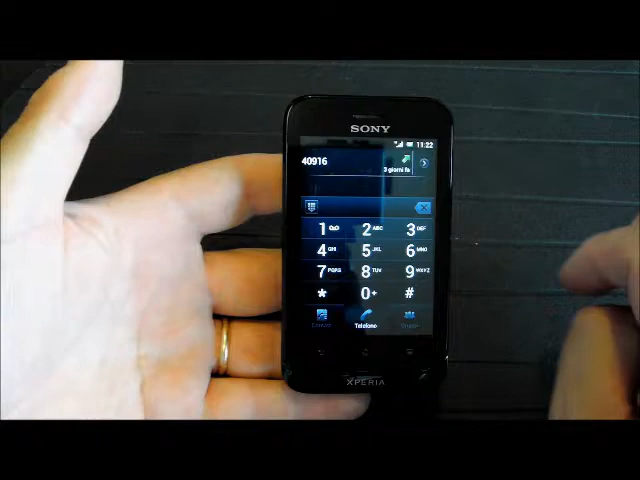 SONY
11:22
40916
3 giorni fa
1
2 ABC 3 DEF
4 GHI 5 JKL 6 MNO
7 PQRS 8 TUV 9 WXYZ
* 0+ #
Telefono
XPERIA